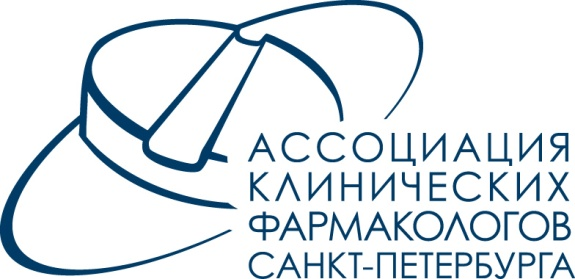 АССОЦИАЦИЯ
КЛИНИЧЕСКИХ
ФАРМАКОЛОГОВ
САНКТ-ПЕТЕРБУРГА